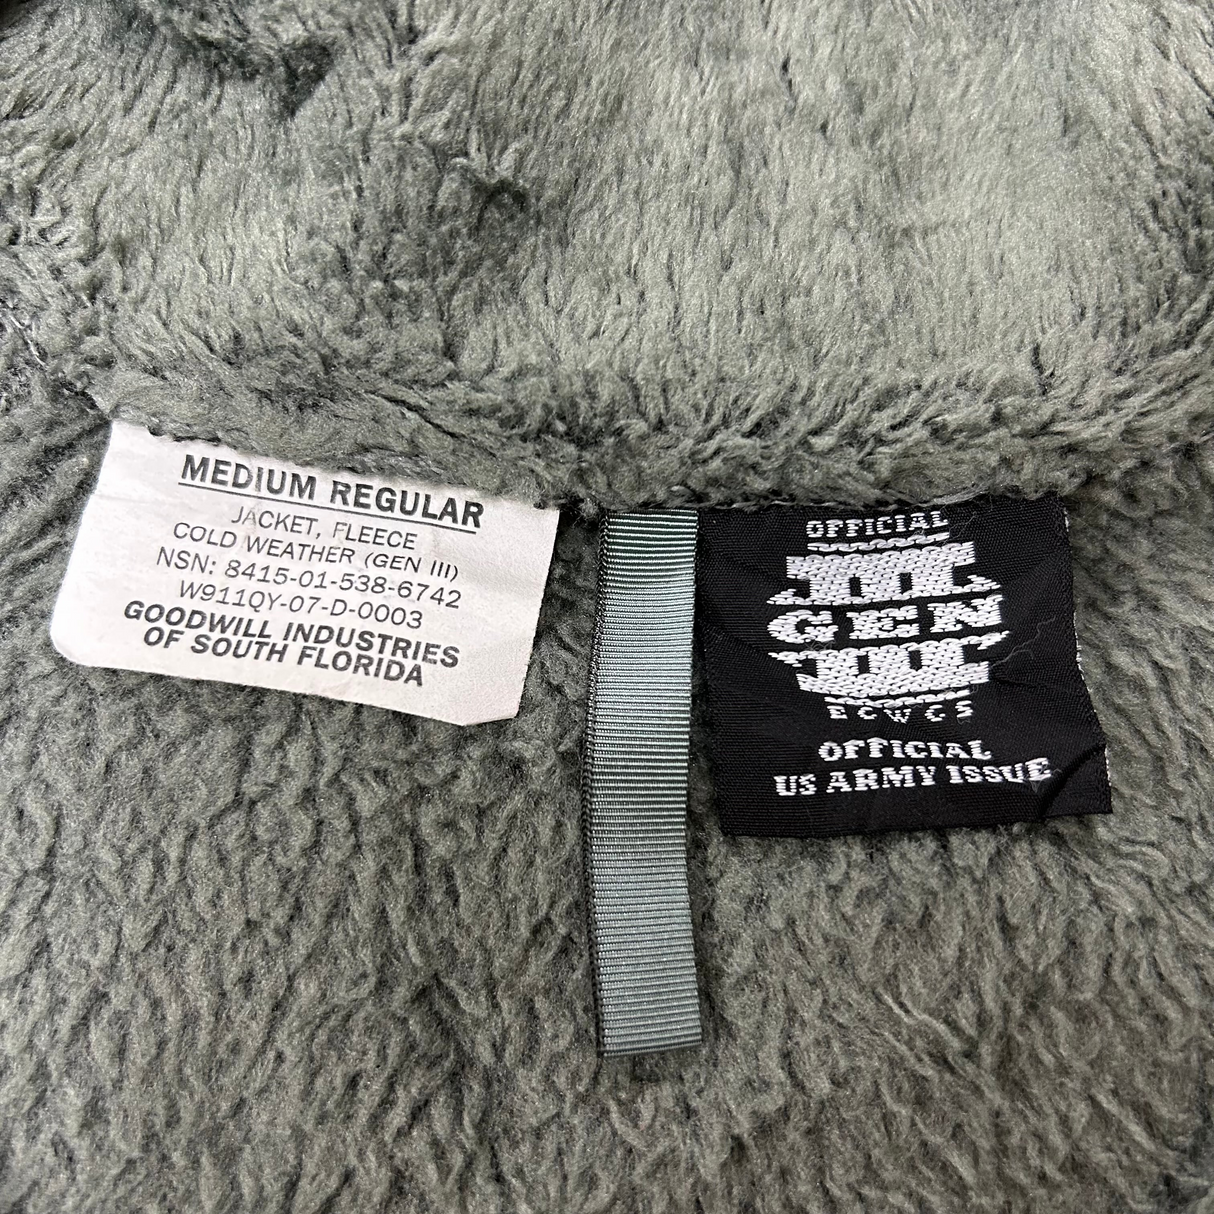 MEDIUM REGULAR
JACKET, FLEECE
COLD WEATHER (GEN III)
NSN: 8415-01-538-6742
W911QY-07-D-0003
GOODWILL INDUSTRIES
OF SOUTH FLORIDA
OFFICIAL
III
GEN
III
ECWCS
OFFICIAL
US ARMY ISSUE